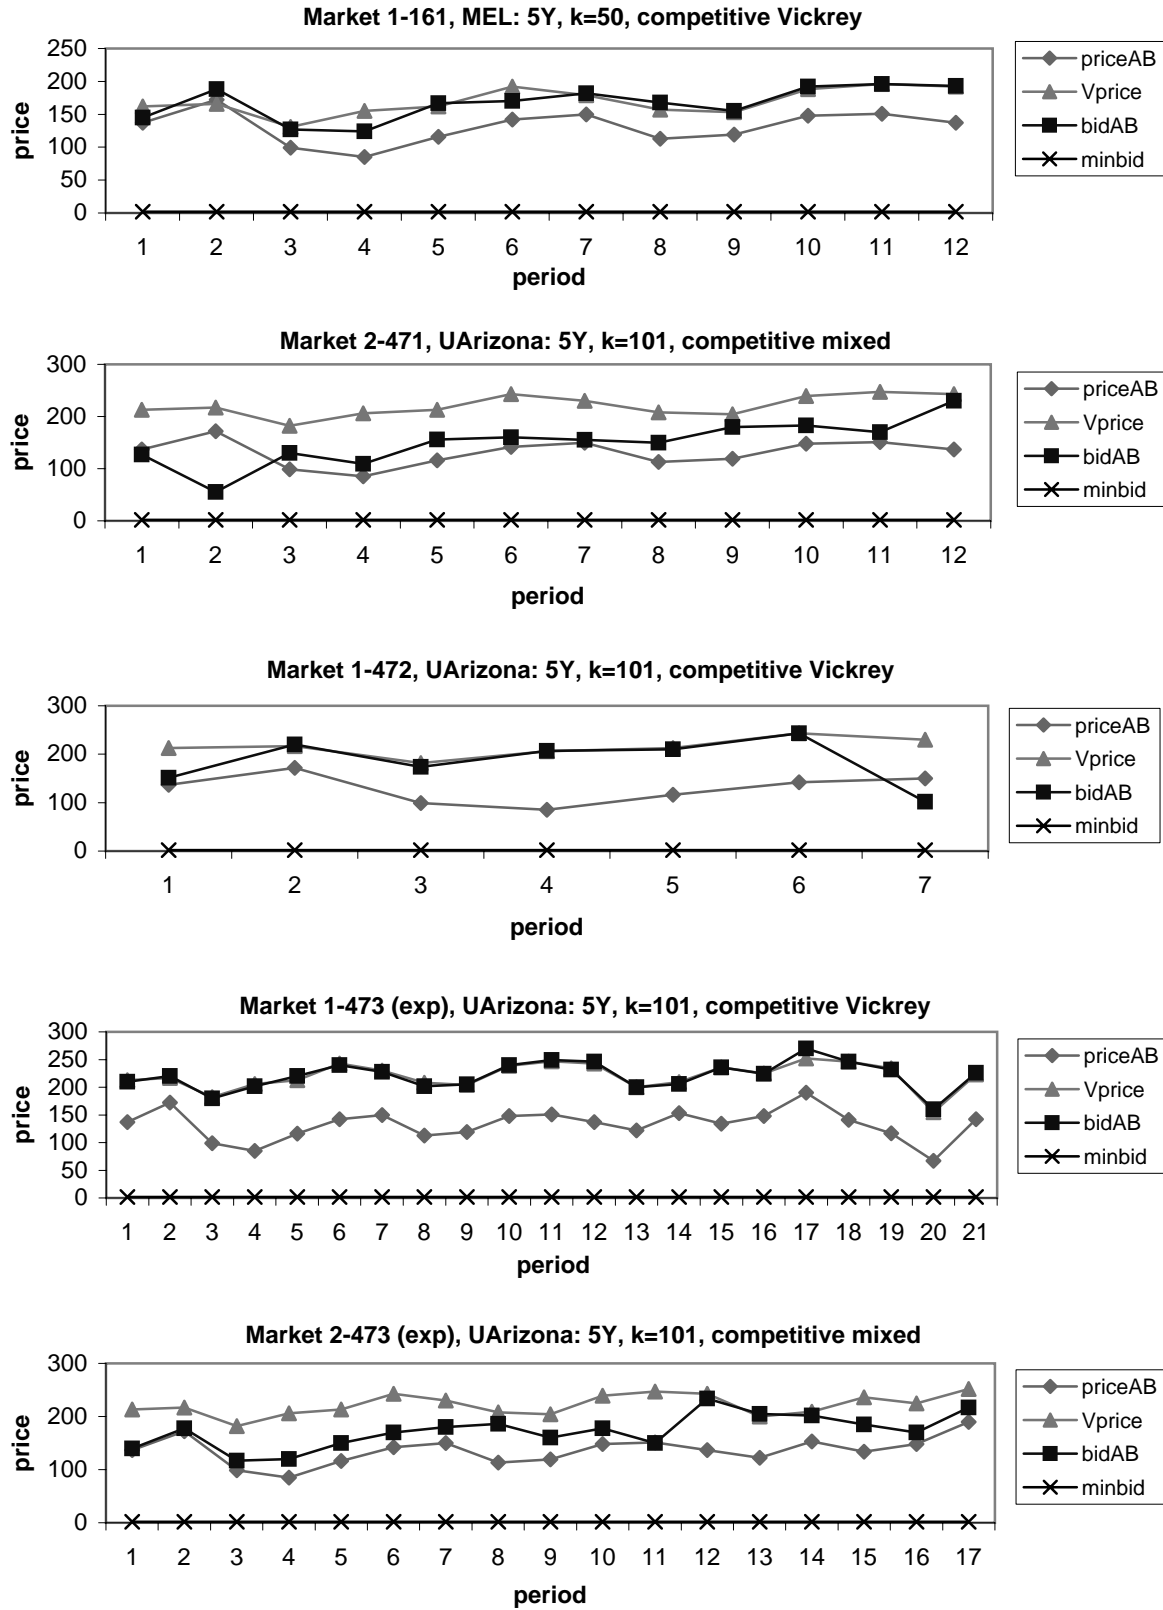 Market 1-161, MEL: 5Y, k=50, competitive Vickrey
250
200
150
100
50
0
price
1 2 3 4 5 6 7 8 9 10 11 12
period
priceAB
Vprice
bidAB
minbid
Market 2-471, UArizona: 5Y, k=101, competitive mixed
300
200
100
0
price
1 2 3 4 5 6 7 8 9 10 11 12
period
priceAB
Vprice
bidAB
minbid
Market 1-472, UArizona: 5Y, k=101, competitive Vickrey
300
200
100
0
price
1 2 3 4 5 6 7
period
priceAB
Vprice
bidAB
minbid
Market 1-473 (exp), UArizona: 5Y, k=101, competitive Vickrey
300
250
200
150
100
50
0
price
1 2 3 4 5 6 7 8 9 10 11 12 13 14 15 16 17 18 19 20 21
period
priceAB
Vprice
bidAB
minbid
Market 2-473 (exp), UArizona: 5Y, k=101, competitive mixed
300
200
100
0
price
1 2 3 4 5 6 7 8 9 10 11 12 13 14 15 16 17
period
priceAB
Vprice
bidAB
minbid